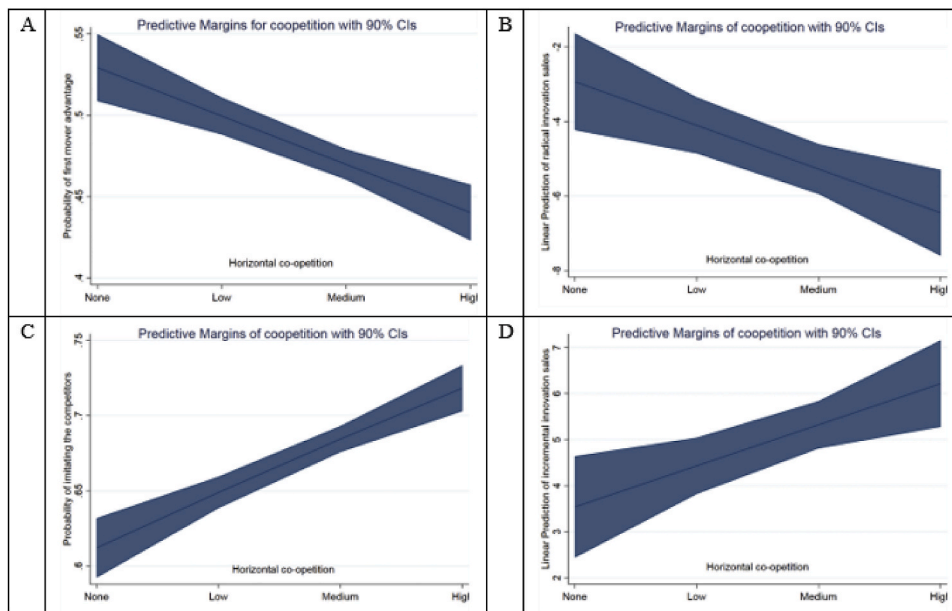 A
Predictive Margins for coopetition with 90% CIs
Probability of first mover advantage
.55
.5
.45
.4
Horizontal co-opetition
None
Low
Medium
Higl
B
Predictive Margins of coopetition with 90% CIs
Linear Prediction of radical innovation sales
-2
-4
-6
-8
Horizontal co-opetition
None
Low
Medium
Higl
C
Predictive Margins of coopetition with 90% CIs
Probability of imitating the competitors
.75
.7
.65
.6
Horizontal co-opetition
None
Low
Medium
Higl
D
Predictive Margins of coopetition with 90% CIs
Linear Prediction of incremental innovation sales
7
6
5
4
3
2
Horizontal co-opetition
None
Low
Medium
Higl